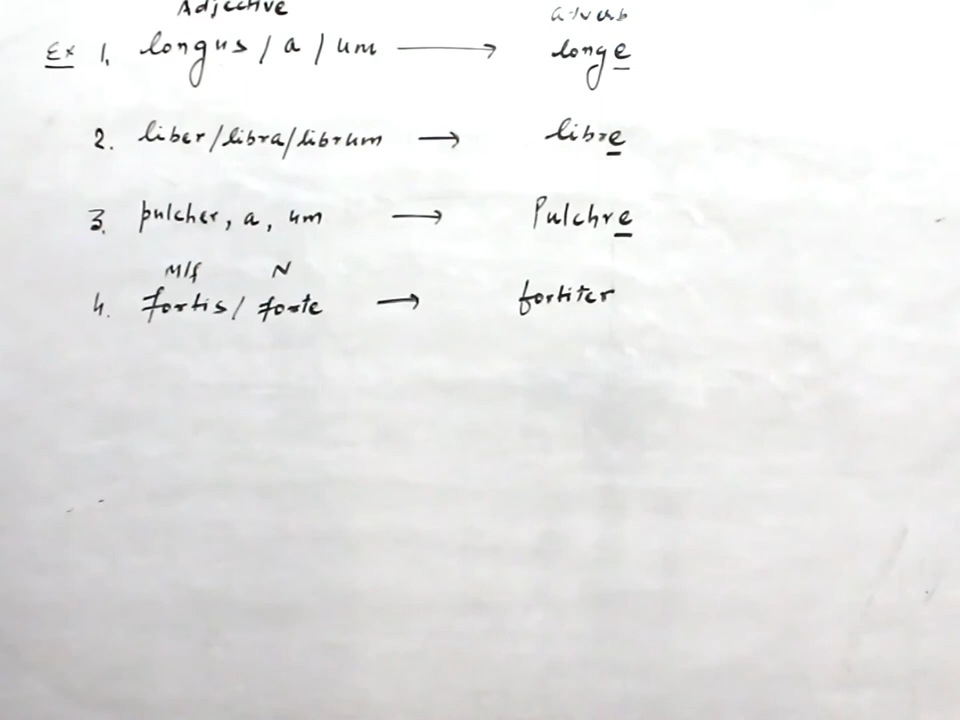 Adjective adverb
Ex 1. longus / a / um → longe
2. liber/libra/librum → libre
3. pulcher, a, um → Pulchre
M/f N
4. fortis / forte → fortiter